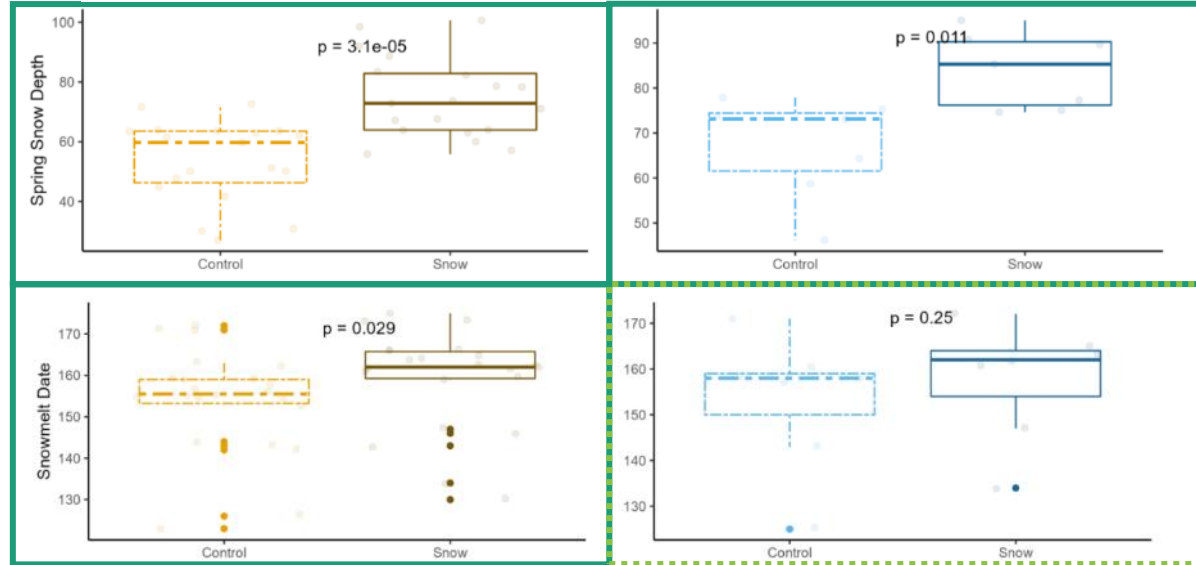 Spring Snow Depth
100
80
60
40
p = 3.1e-05
Control
Snow
90
80
70
60
50
p = 0.011
Control
Snow
Snowmelt Date
170
160
150
140
130
p = 0.029
Control
Snow
170
160
150
140
130
p = 0.25
Control
Snow